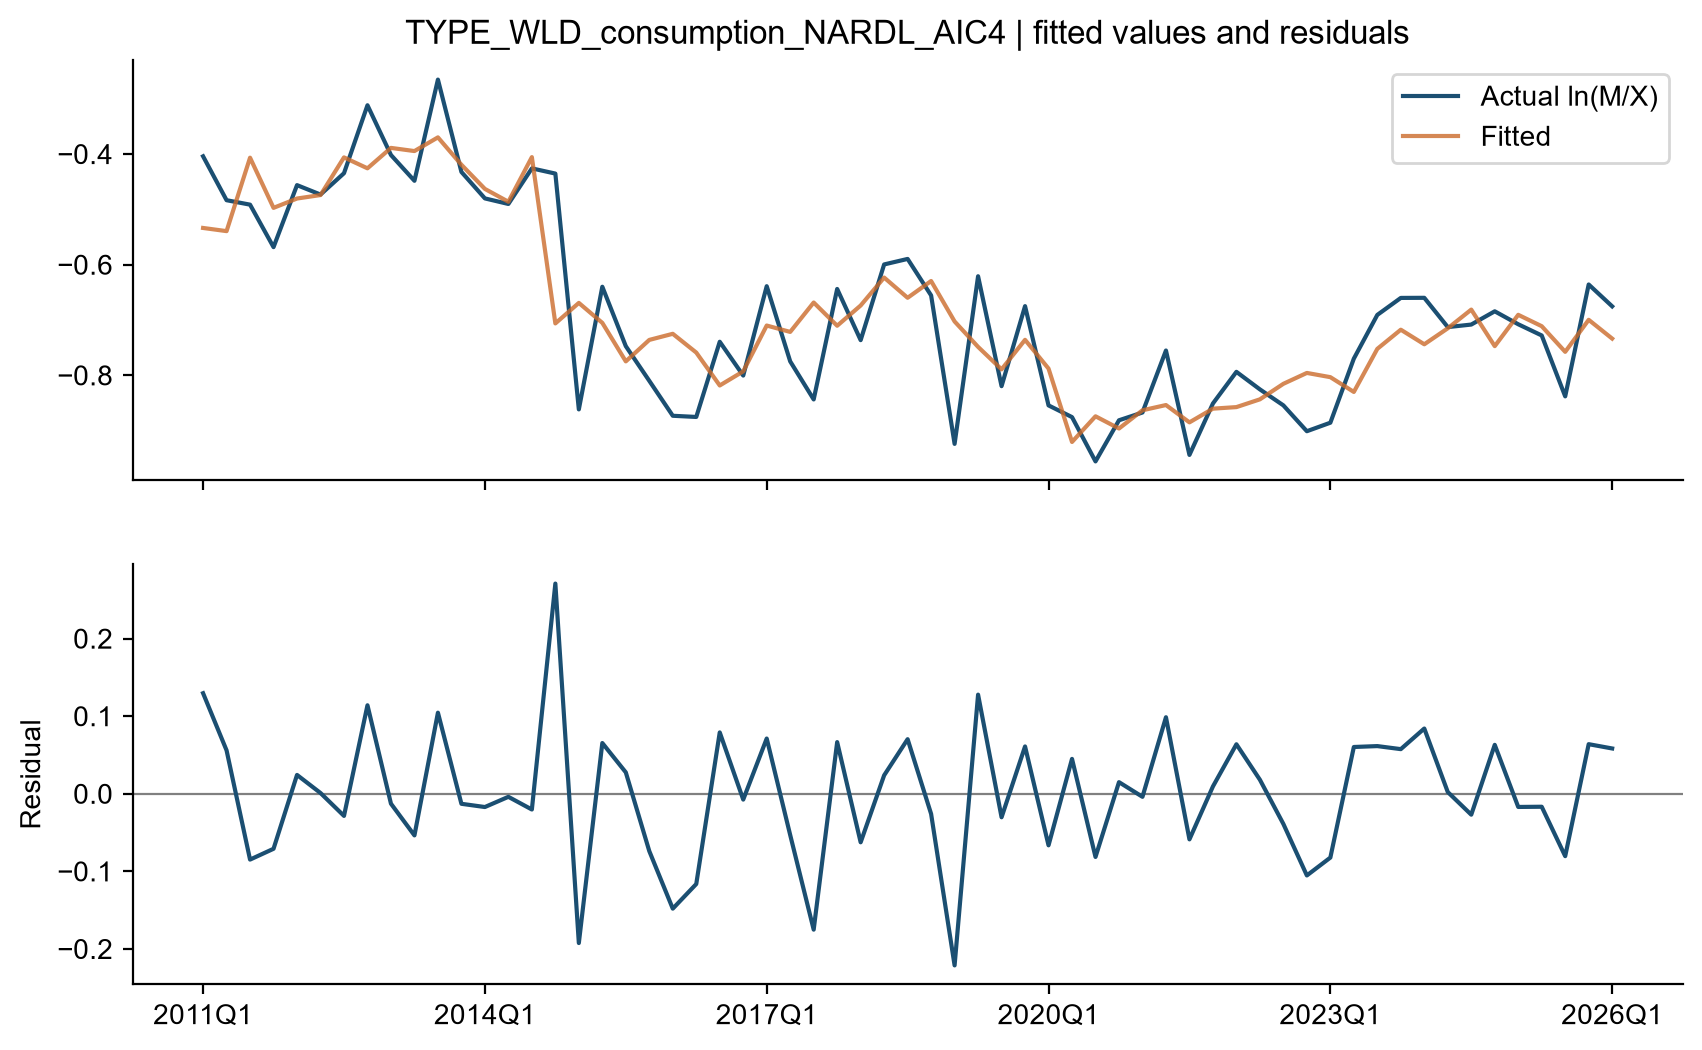 TYPE_WLD_consumption_NARDL_AIC4 | fitted values and residuals
Actual ln(M/X)
Fitted
−0.4
−0.6
−0.8
Residual
0.2
0.1
0.0
−0.1
−0.2
2011Q1 2014Q1 2017Q1 2020Q1 2023Q1 2026Q1